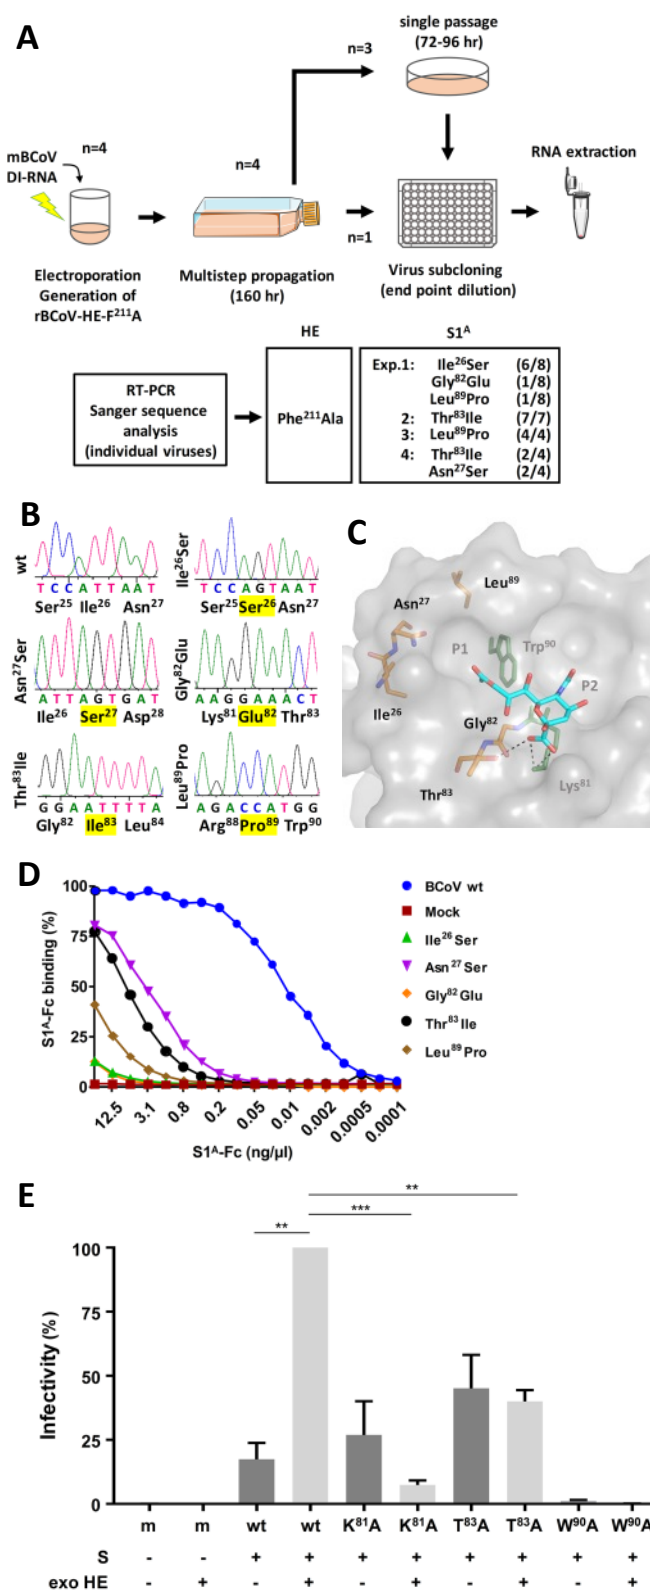 A
single passage
(72-96 hr)
n=3
mBCoV
DI-RNA
n=4
n=4
RNA extraction
n=1
Electroporation
Generation of
rBCoV-HE-F²¹¹A
Multistep propagation
(160 hr)
Virus subcloning
(end point dilution)
HE
S1ᴬ
RT-PCR
Sanger sequence
analysis
(individual viruses)
Phe²¹¹Ala
Exp.1: Ile²⁶Ser (6/8)
Gly⁸²Glu (1/8)
Leu⁸⁹Pro (1/8)
2: Thr⁸³Ile (7/7)
3: Leu⁸⁹Pro (4/4)
4: Thr⁸³Ile (2/4)
Asn²⁷Ser (2/4)
B
wt
T C C A T T A A T
Ser²⁵ Ile²⁶ Asn²⁷
Ile²⁶Ser
T C C A G T A A T
Ser²⁵ Ser²⁶ Asn²⁷
Asn²⁷Ser
A T T A G T G A T
Ile²⁶ Ser²⁷ Asp²⁸
Gly⁸²Glu
A A G G A A A C T
Lys⁸¹ Glu⁸² Thr⁸³
Thr⁸³Ile
G G A A T T T T A
Gly⁸² Ile⁸³ Leu⁸⁴
Leu⁸⁹Pro
A G A C C A T G G
Arg⁸⁸ Pro⁸⁹ Trp⁹⁰
C
Leu⁸⁹
Asn²⁷
P1
Trp⁹⁰
P2
Ile²⁶
Gly⁸²
Thr⁸³
Lys⁸¹
D
S1ᴬ-Fc binding (%)
100
75
50
25
0
12.5 3.1 0.8 0.2 0.05 0.01 0.002 0.0005 0.0001
S1ᴬ-Fc (ng/µl)
BCoV wt
Mock
Ile²⁶Ser
Asn²⁷Ser
Gly⁸²Glu
Thr⁸³Ile
Leu⁸⁹Pro
E
**
***
**
Infectivity (%)
100
75
50
25
0
m m wt wt K⁸¹A K⁸¹A T⁸³A T⁸³A W⁹⁰A W⁹⁰A
S - - + + + + + + + +
exo HE - + - + - + - + - +